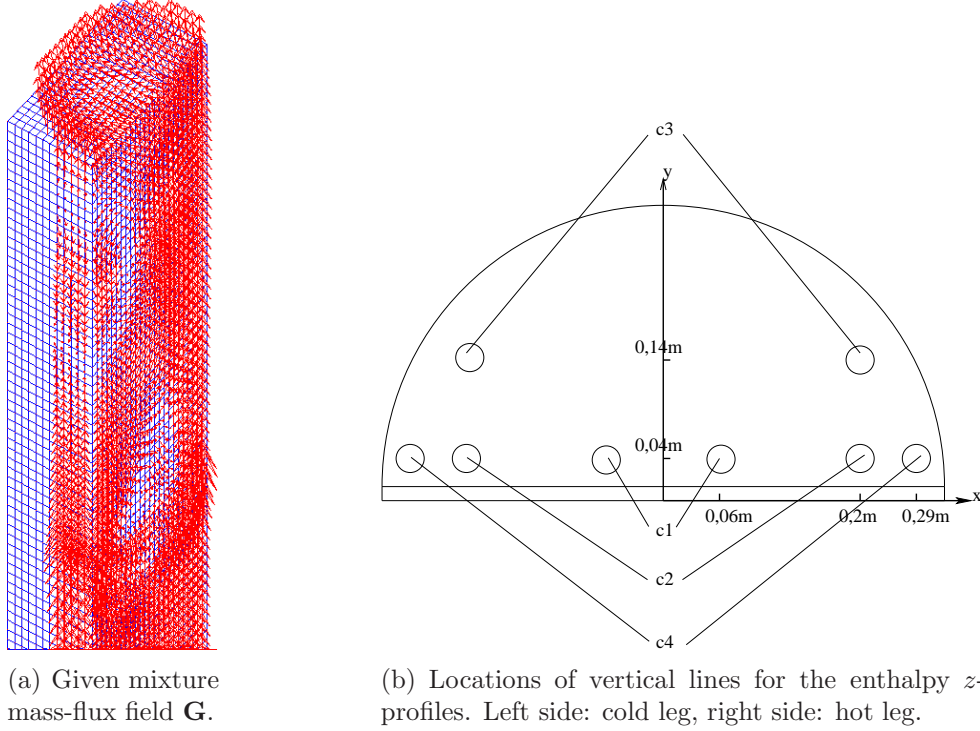 c3
y
0,14m
0,04m
x
0,06m
0,2m
0,29m
c1
c2
c4
(a) Given mixture
mass-flux field G.
(b) Locations of vertical lines for the enthalpy z-
profiles. Left side: cold leg, right side: hot leg.